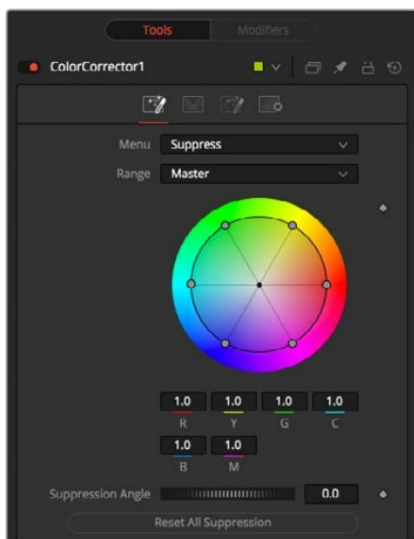 Tools Modifiers
ColorCorrector1
Menu Suppress
Range Master
1.0 1.0 1.0 1.0
R Y G C
1.0 1.0
B M
Suppression Angle 0.0
Reset All Suppression